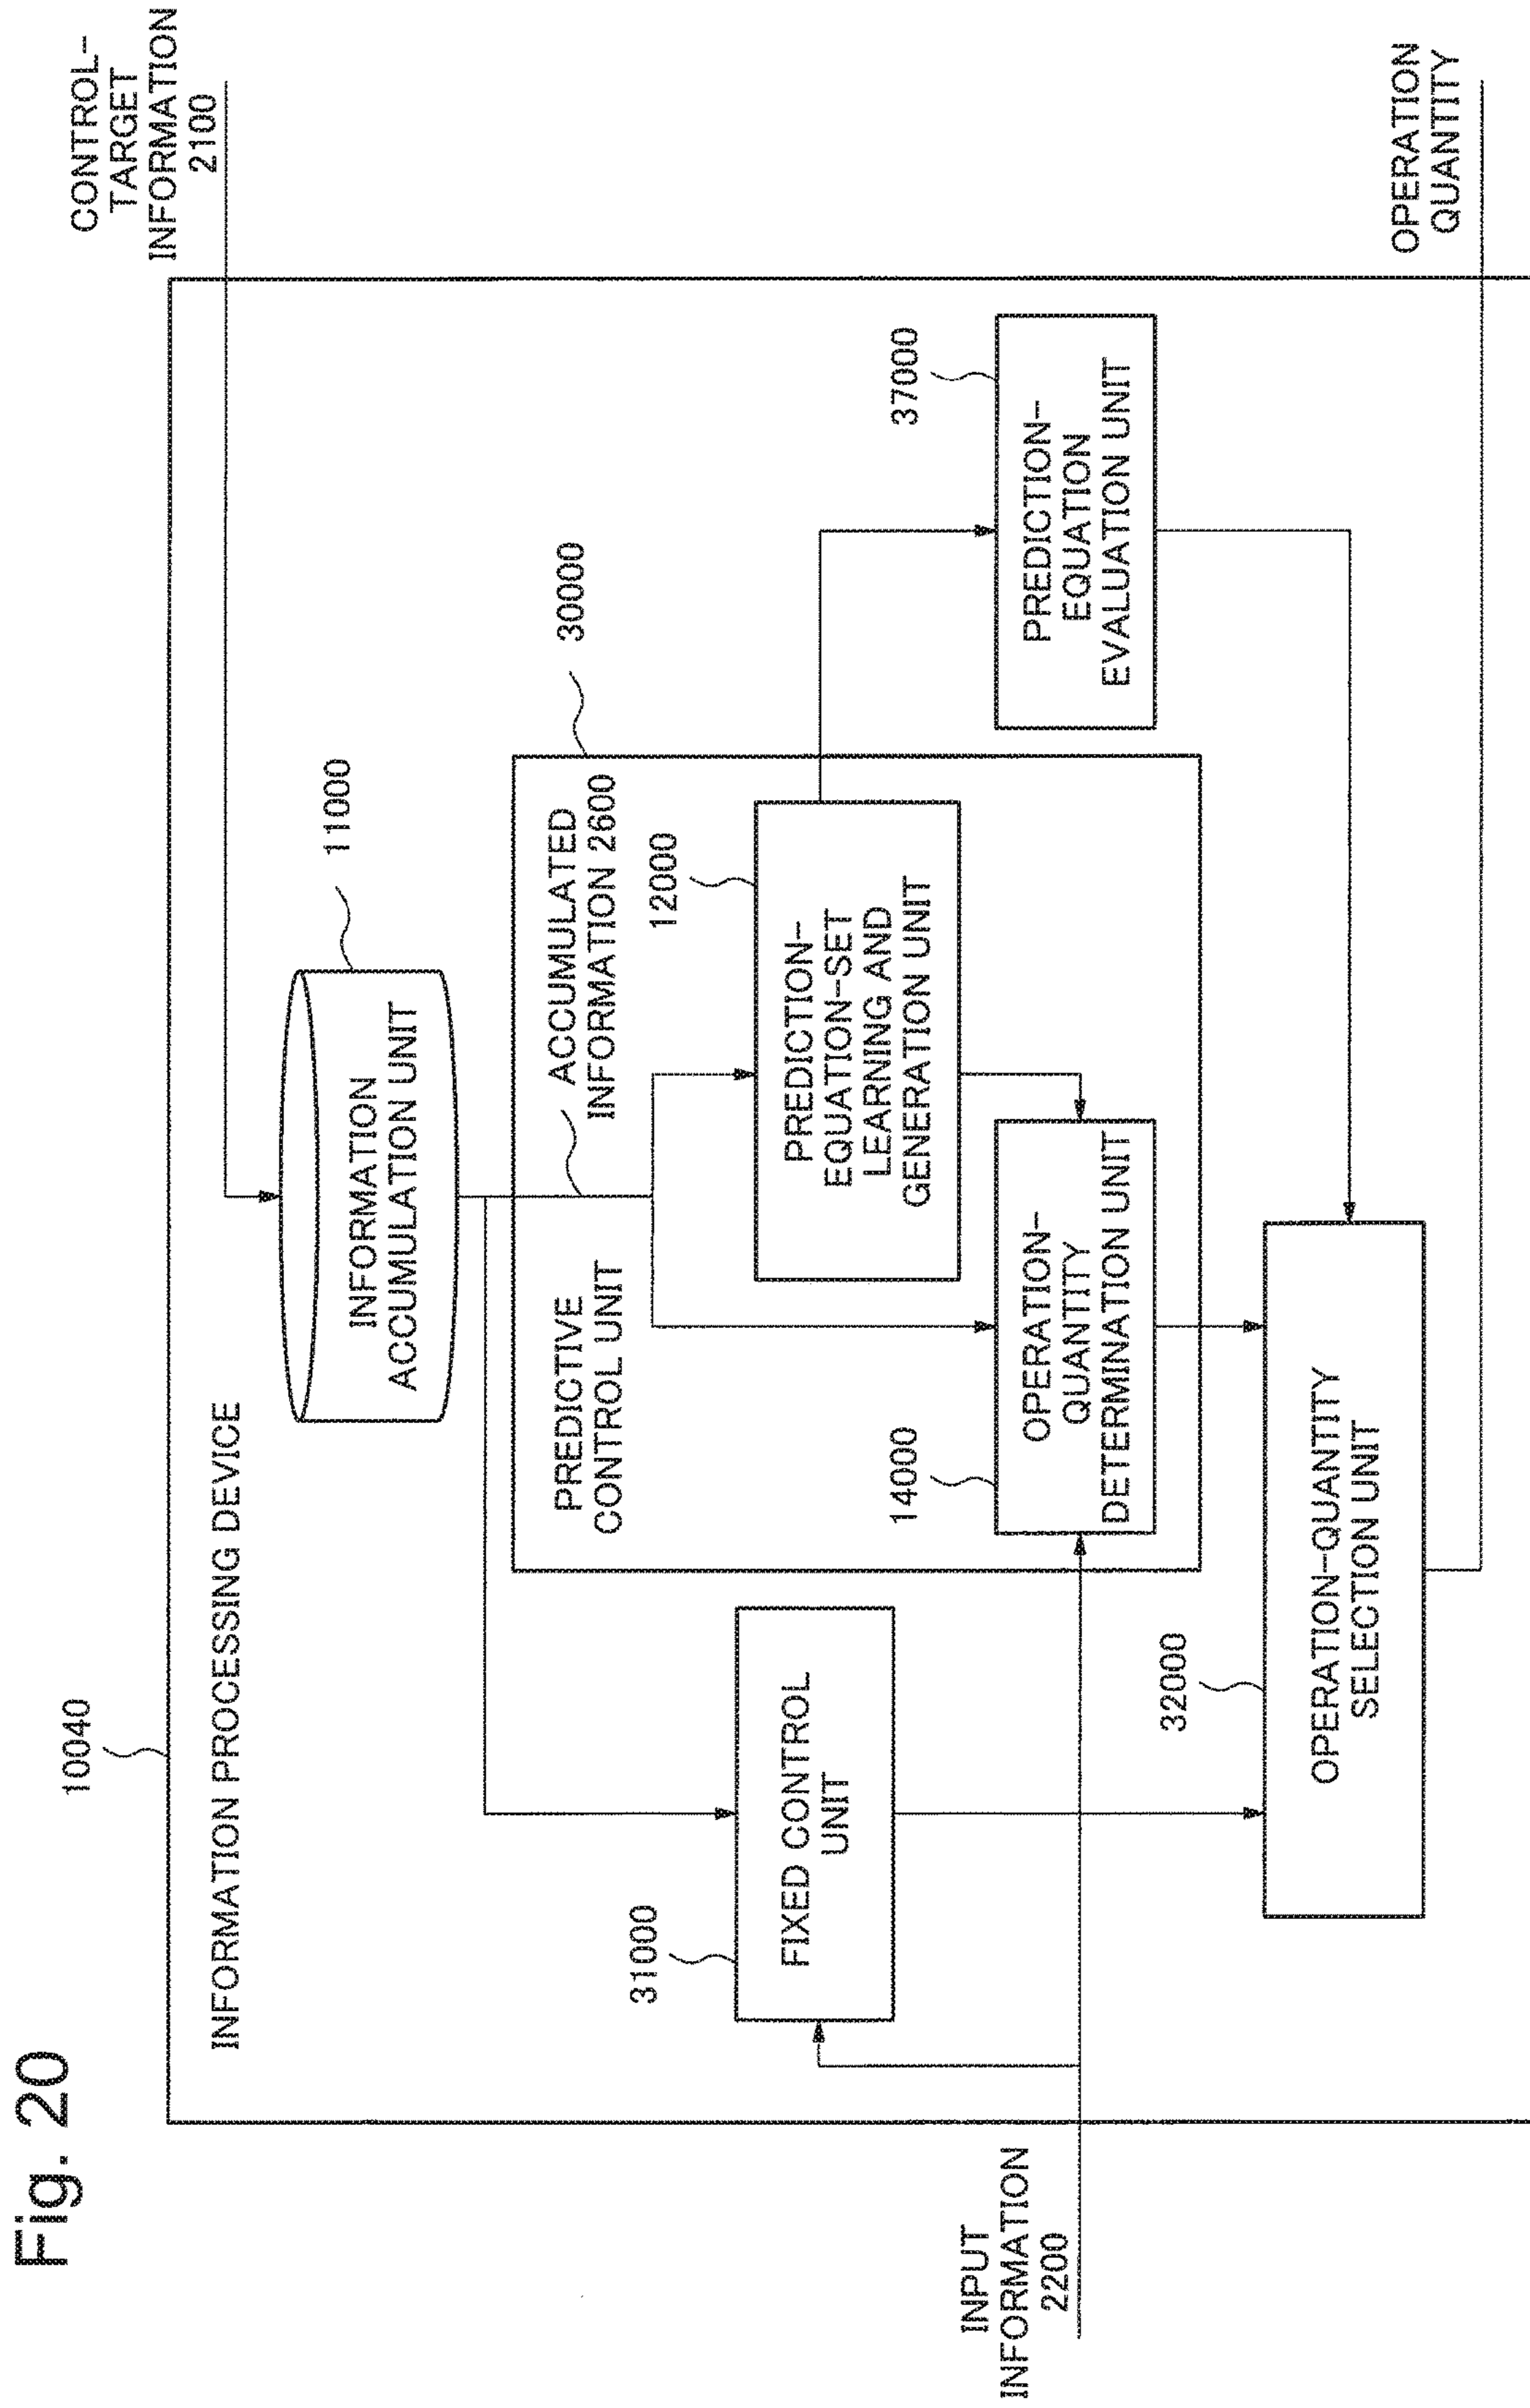 Fig. 20
10040
INFORMATION PROCESSING DEVICE
CONTROL-
TARGET
INFORMATION
2100
11000
INFORMATION
ACCUMULATION UNIT
30000
PREDICTIVE
CONTROL UNIT
ACCUMULATED
INFORMATION 2600
31000
FIXED CONTROL
UNIT
12000
PREDICTION-
EQUATION-SET
LEARNING AND
GENERATION UNIT
37000
PREDICTION-
EQUATION
EVALUATION UNIT
14000
OPERATION-
QUANTITY
DETERMINATION UNIT
INPUT
INFORMATION
2200
32000
OPERATION-QUANTITY
SELECTION UNIT
OPERATION
QUANTITY